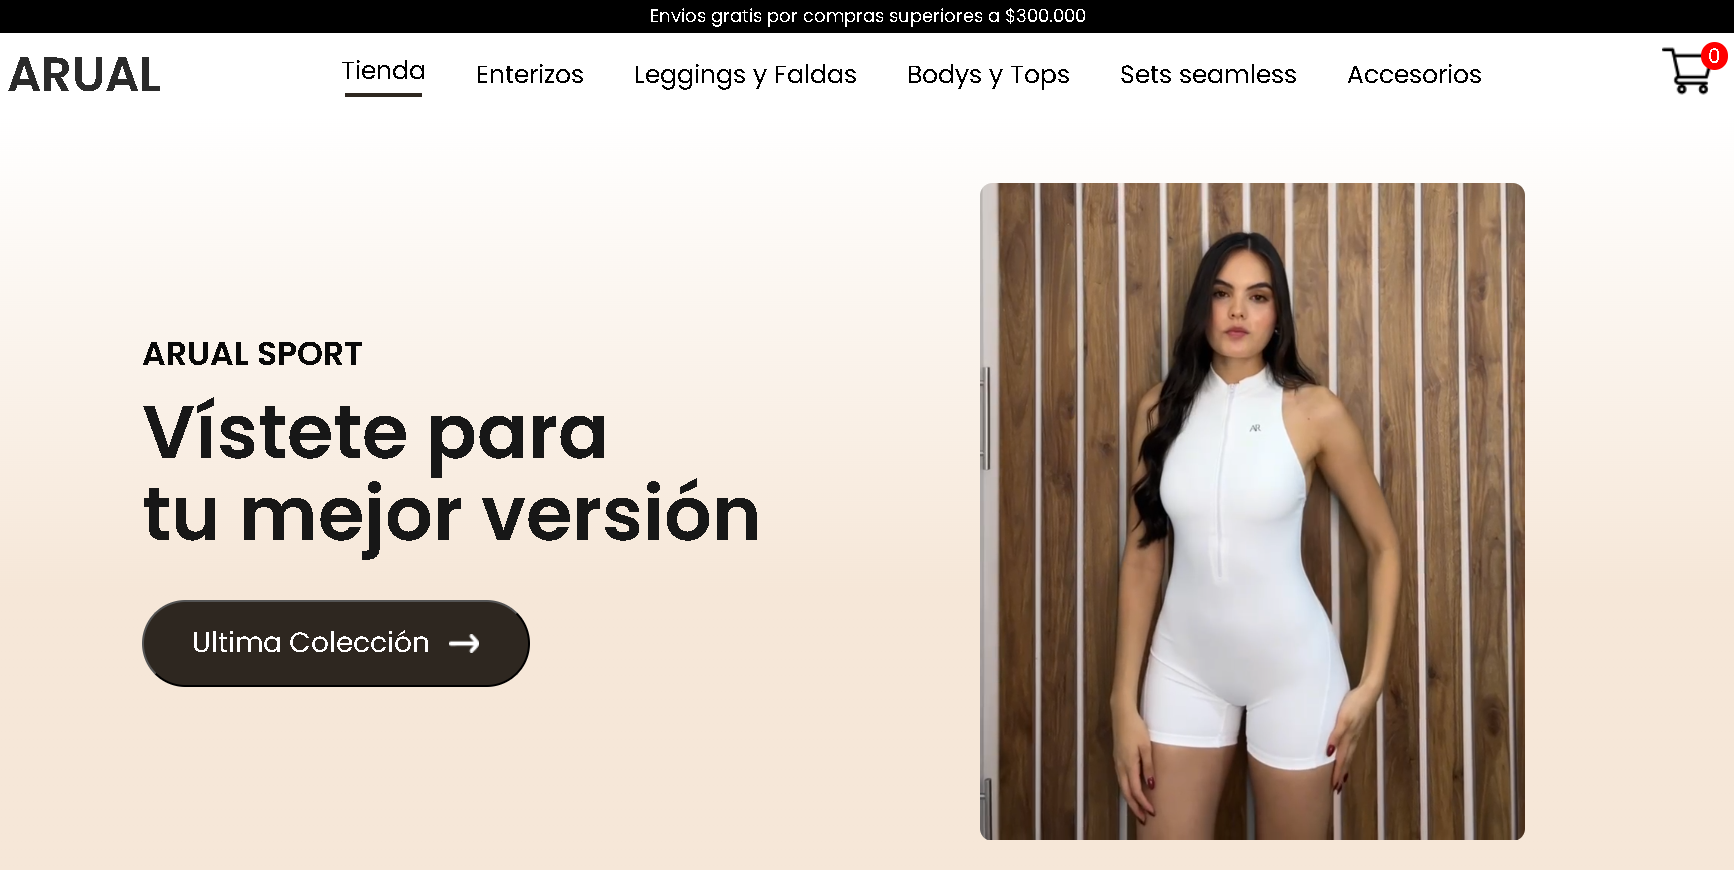 Envios gratis por compras superiores a $300.000
ARUAL
Tienda
Enterizos
Leggings y Faldas
Bodys y Tops
Sets seamless
Accesorios
0
ARUAL SPORT
Vístete para
tu mejor versión
Ultima Colección
AR